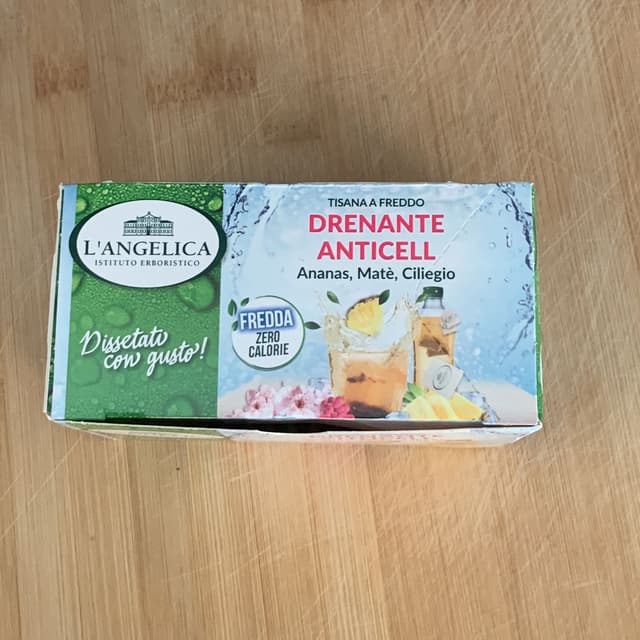 L'ANGELICA
ISTITUTO ERBORISTICO
Dissetati
con gusto!
TISANA A FREDDO
DRENANTE
ANTICELL
Ananas, Matè, Ciliegio
FREDDA
ZERO
CALORIE